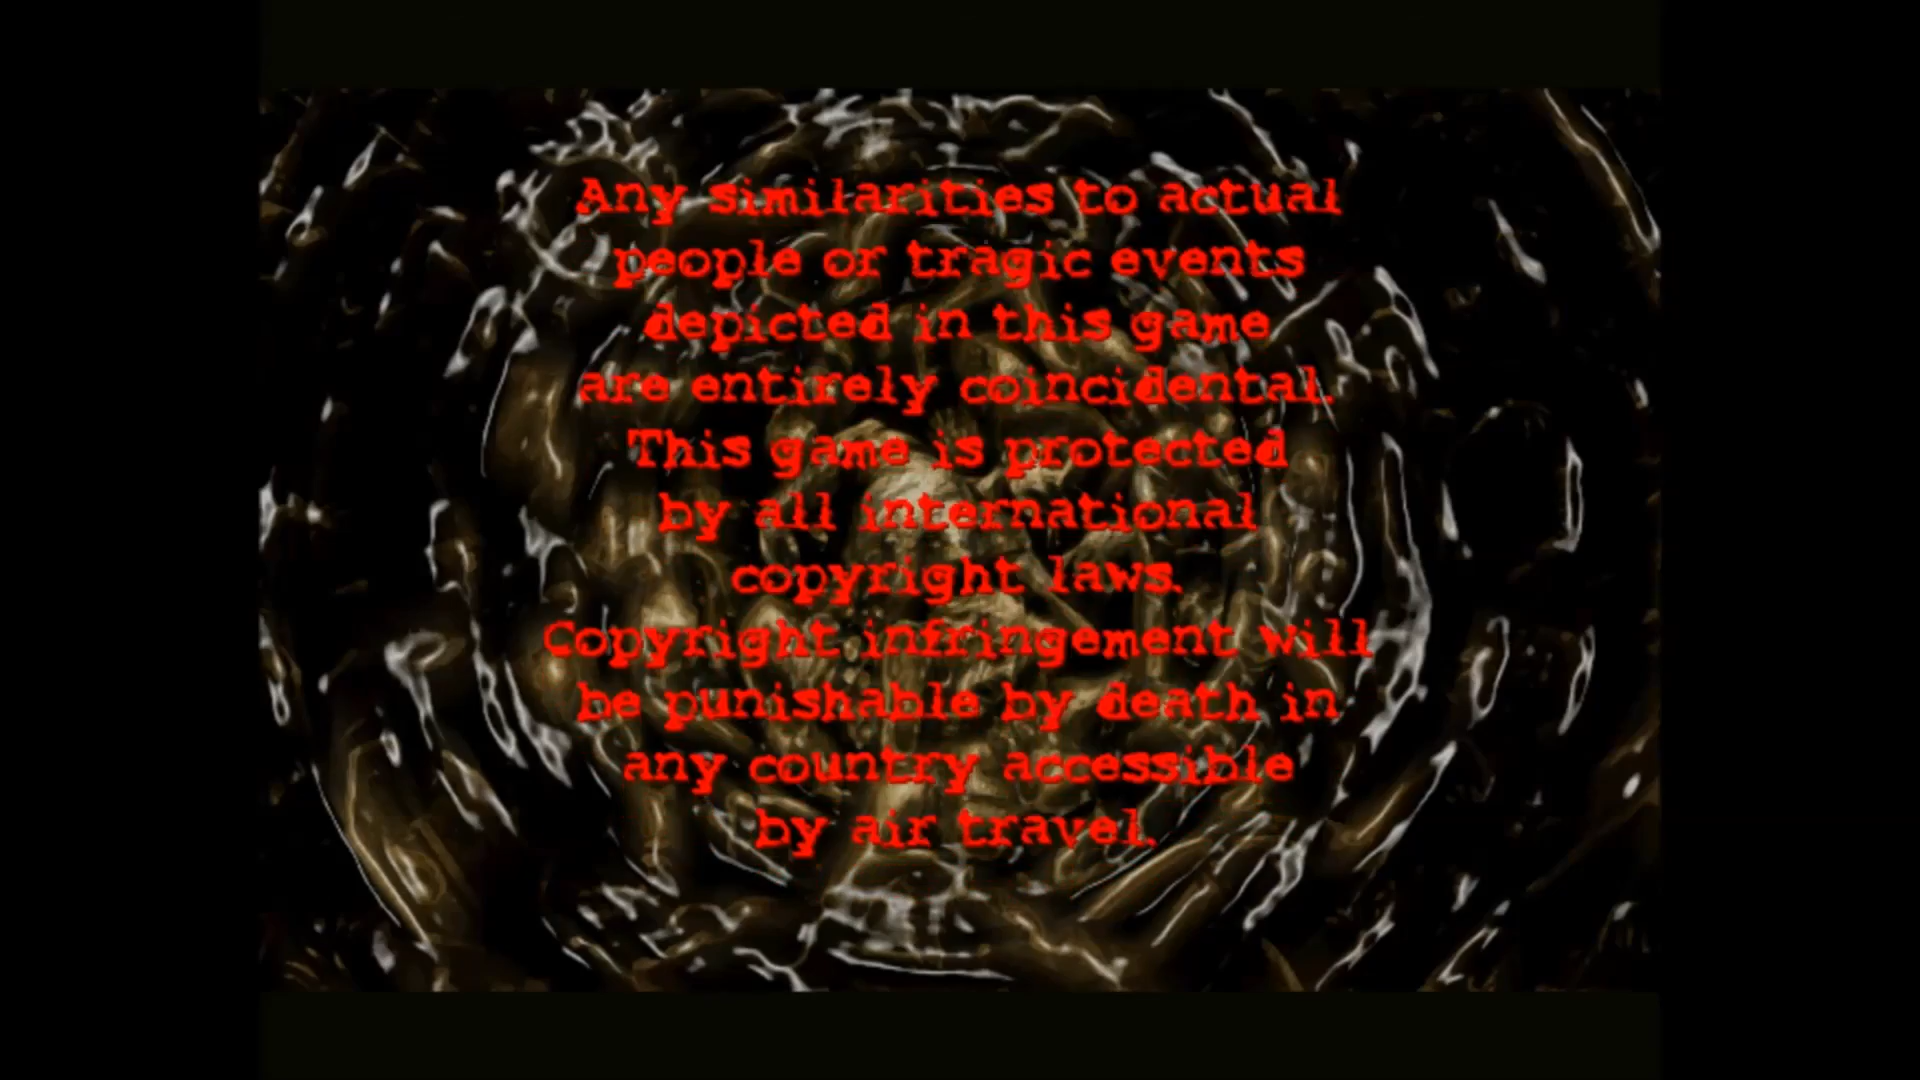 Any similarities to actual
people or tragic events
depicted in this game
are entirely coincidental.
This game is protected
by all international
copyright laws.
Copyright infringement will
be punishable by death in
any country accessible
by air travel.